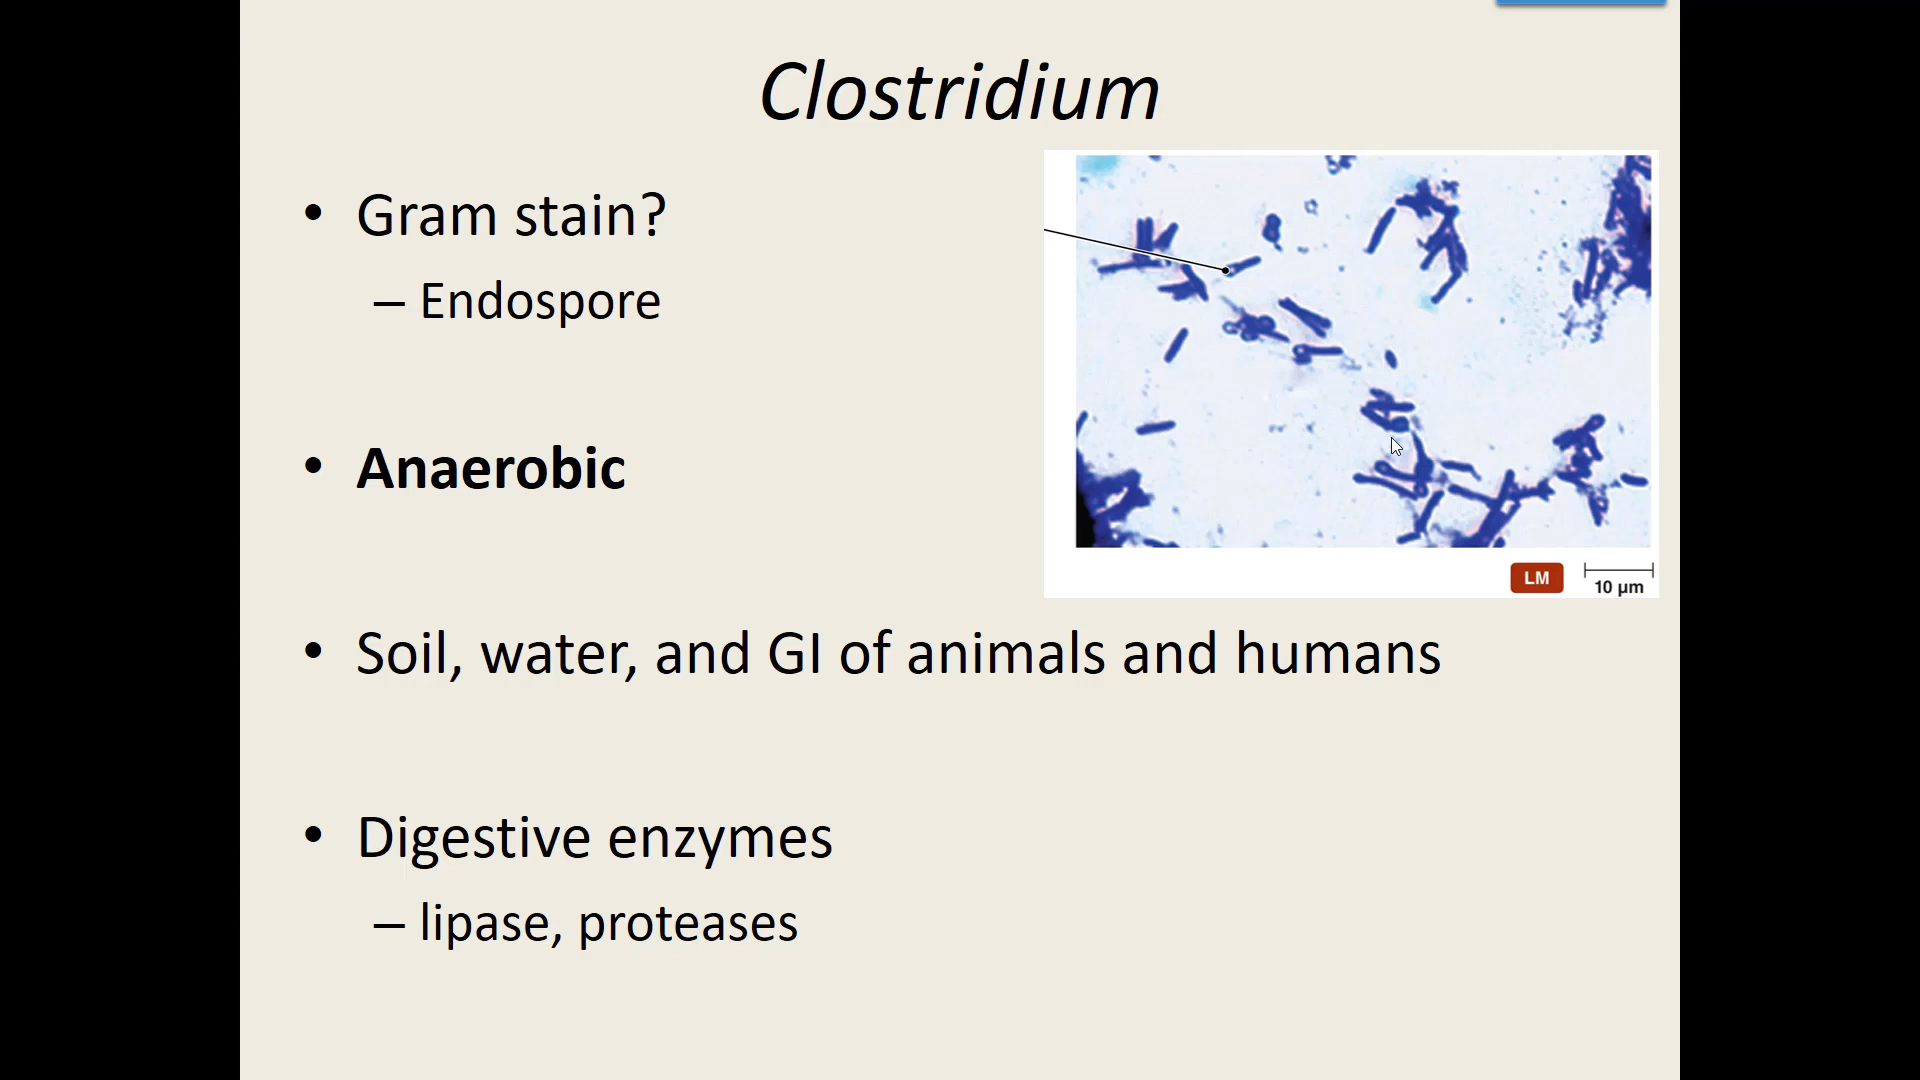 Clostridium
• Gram stain?
– Endospore
• Anaerobic
LM
10 µm
• Soil, water, and GI of animals and humans
• Digestive enzymes
– lipase, proteases